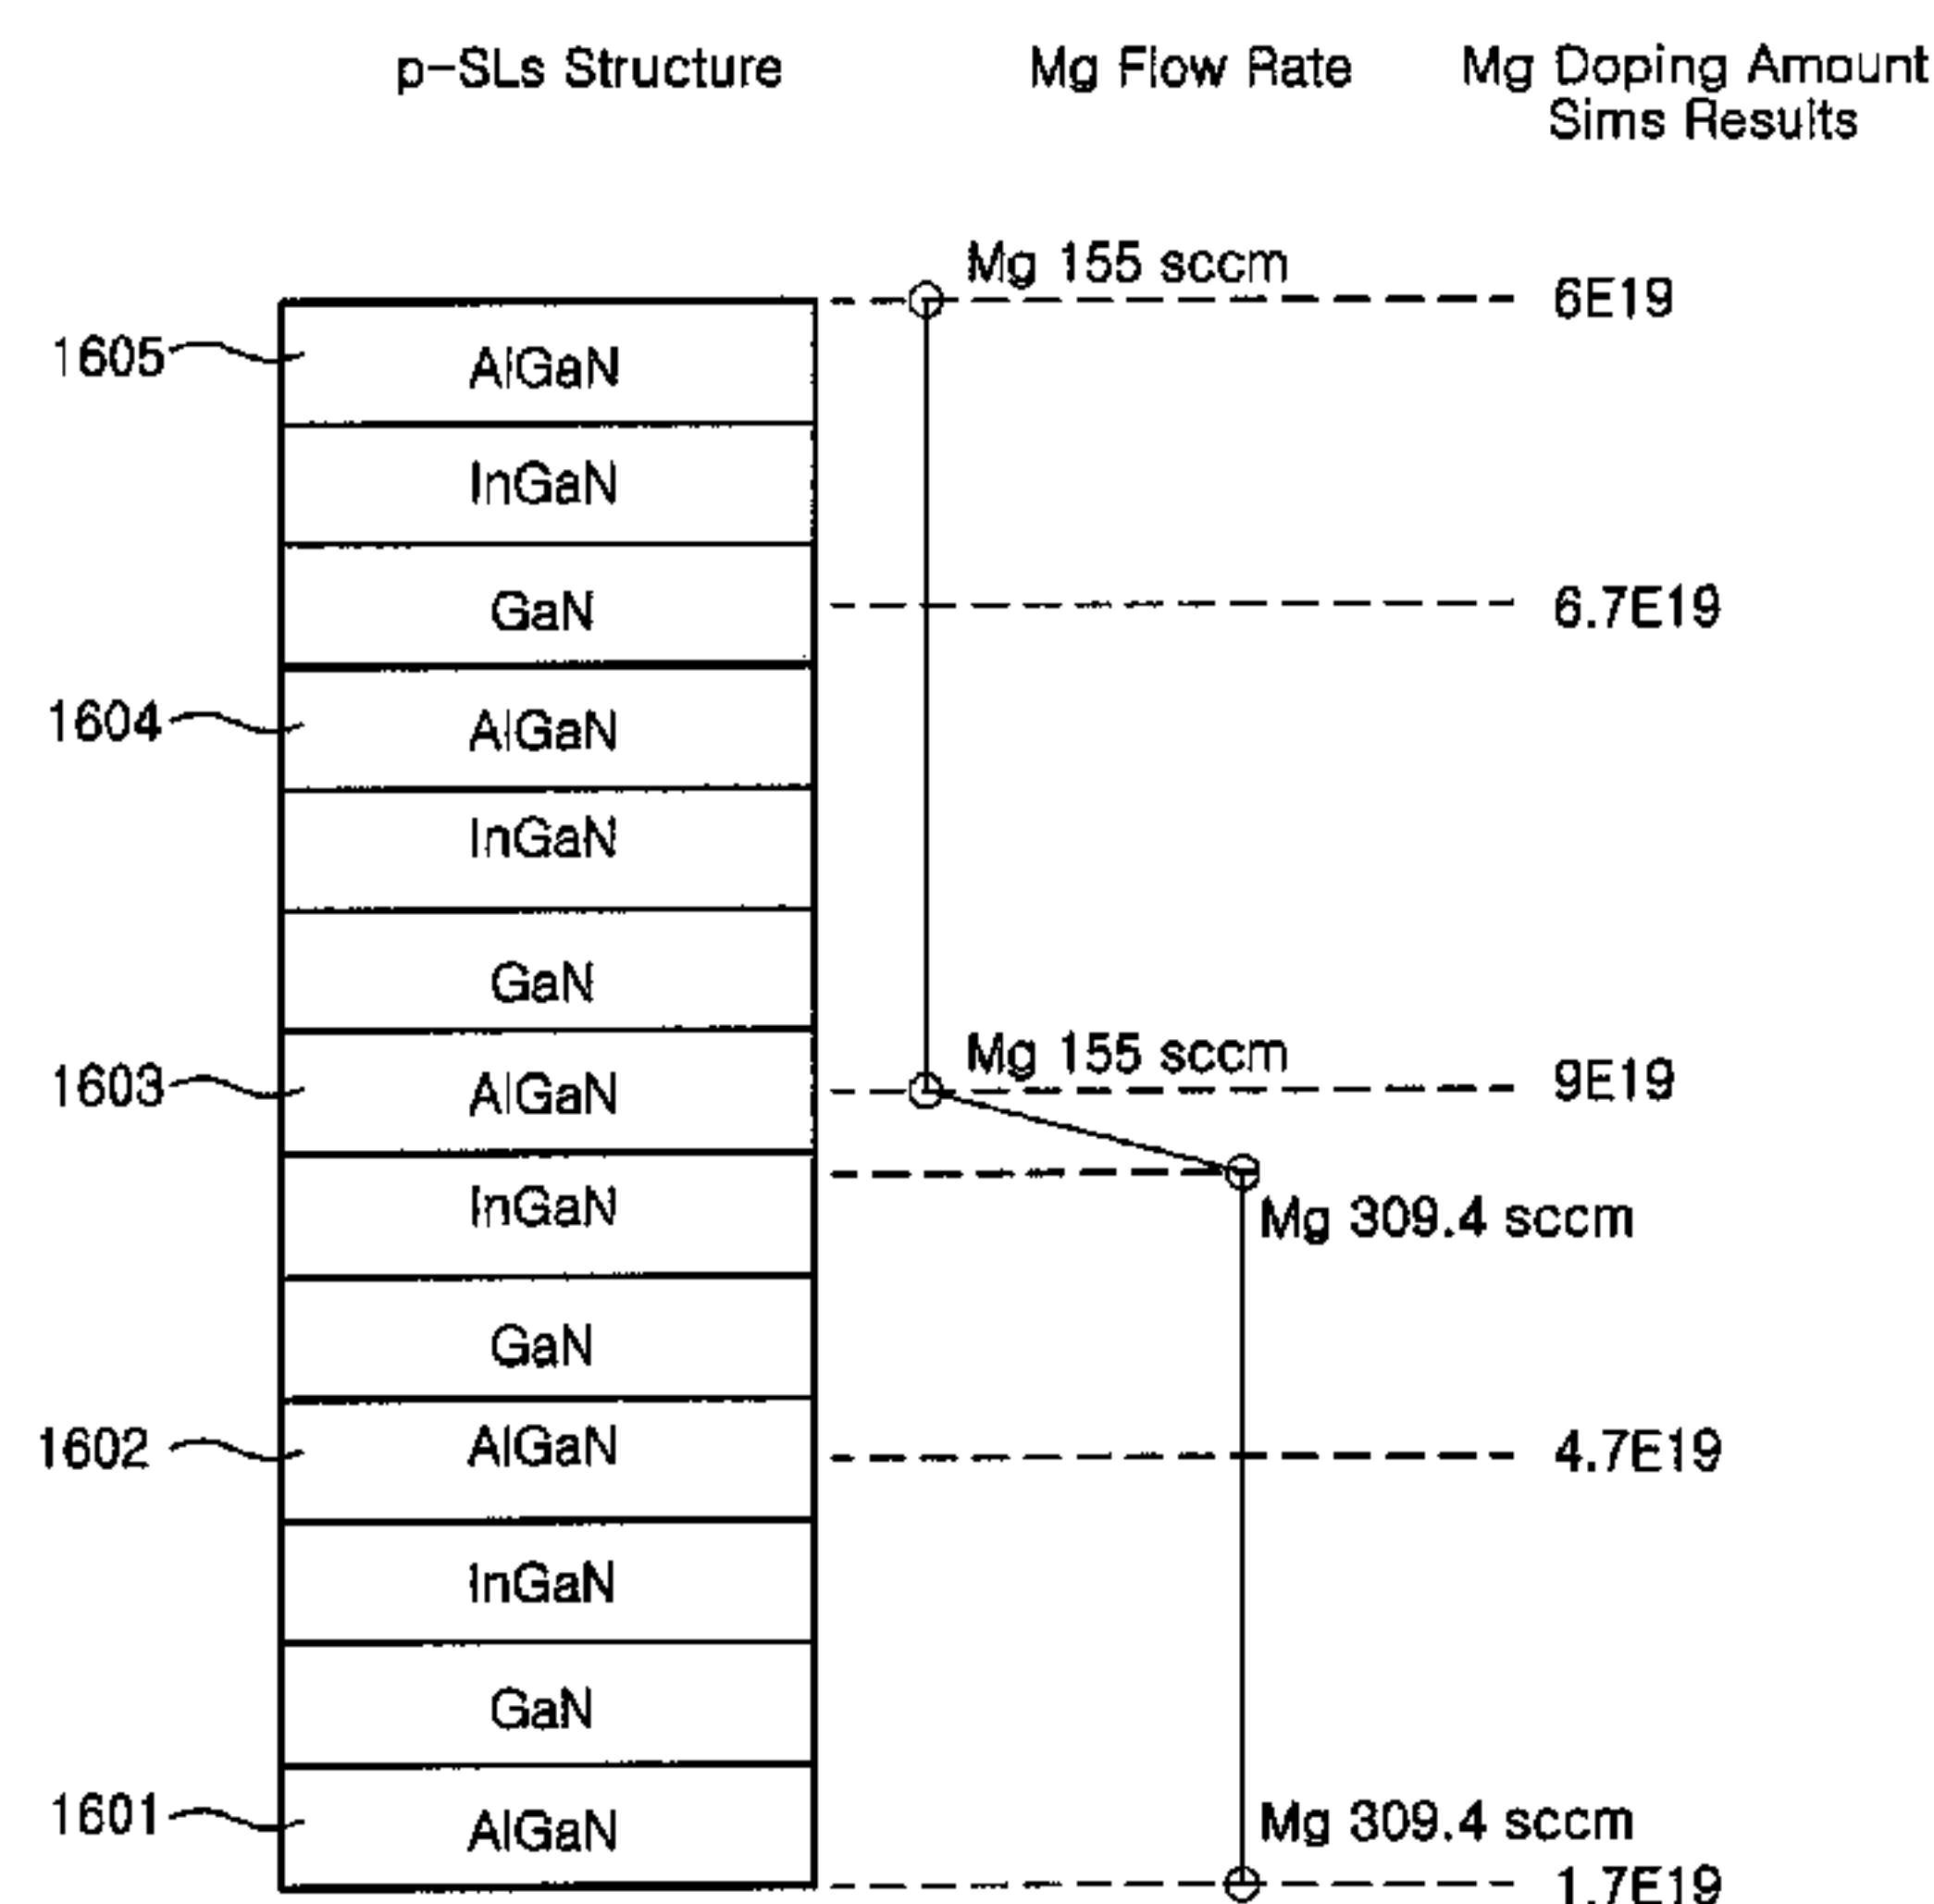 p-SLs Structure
Mg Flow Rate
Mg Doping Amount
Sims Results
Mg 155 sccm
6E19
1605
AlGaN
InGaN
GaN
6.7E19
1604
AlGaN
InGaN
GaN
Mg 155 sccm
9E19
1603
AlGaN
InGaN
Mg 309.4 sccm
GaN
1602
AlGaN
4.7E19
InGaN
GaN
1601
AlGaN
Mg 309.4 sccm
1.7E19